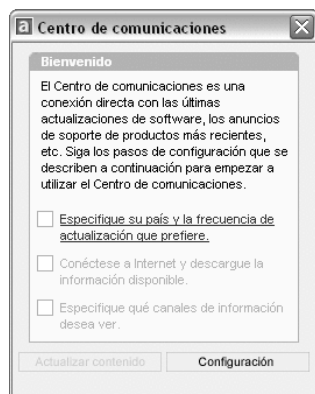 a Centro de comunicaciones
Bienvenido
El Centro de comunicaciones es una
conexión directa con las últimas
actualizaciones de software, los anuncios
de soporte de productos más recientes,
etc. Siga los pasos de configuración que se
describen a continuación para empezar a
utilizar el Centro de comunicaciones.
Especifique su país y la frecuencia de
actualización que prefiere.
Conéctese a Internet y descargue la
información disponible.
Especifique qué canales de información
desea ver.
Actualizar contenido Configuración